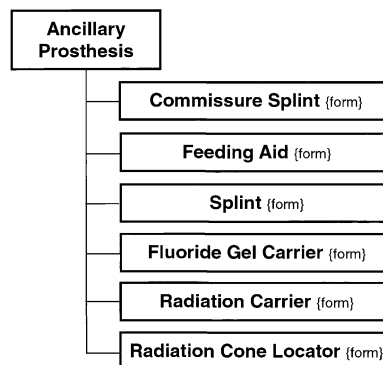 Ancillary
Prosthesis
Commissure Splint {form}
Feeding Aid {form}
Splint {form}
Fluoride Gel Carrier {form}
Radiation Carrier {form}
Radiation Cone Locator {form}